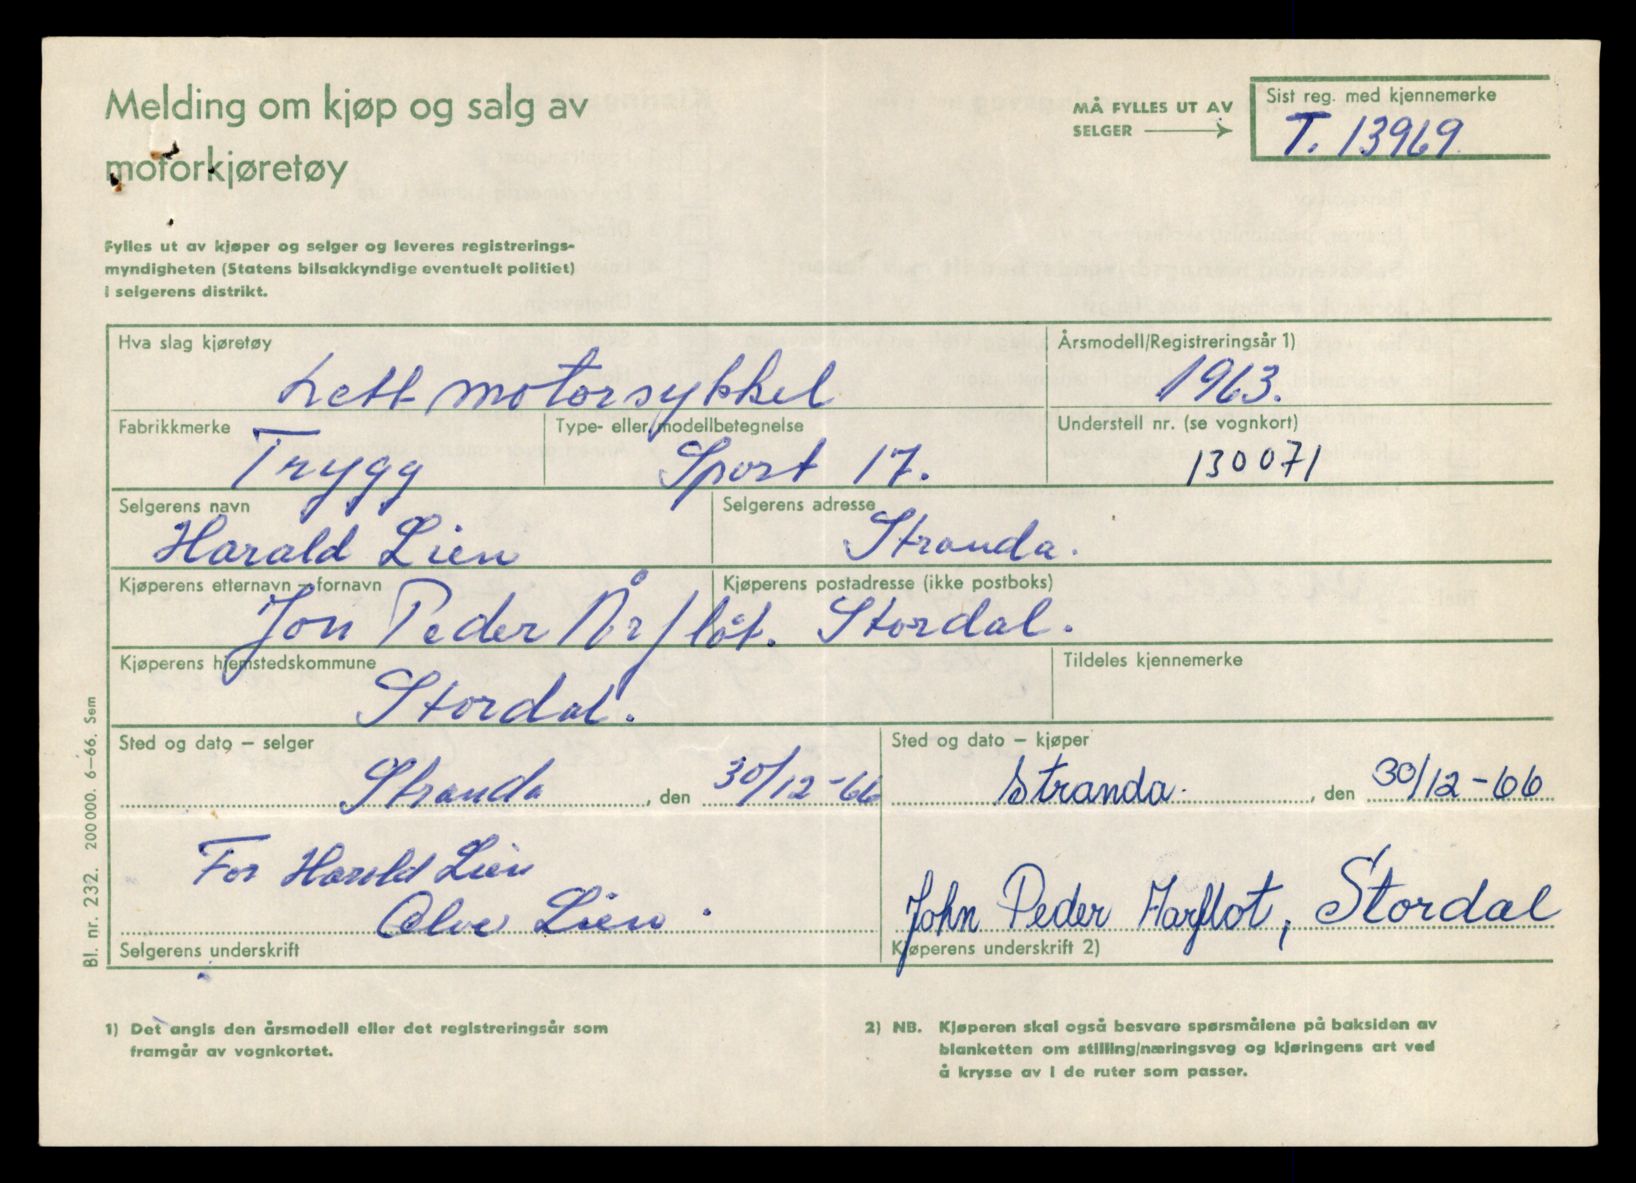 Melding om kjøp og salg av
motorkjøretøy
MÅ FYLLES UT AV
SELGER
Sist reg. med kjennemerke
T. 13969.
Fylles ut av kjøper og selger og leveres registrerings-
myndigheten (Statens bilsakkyndige eventuelt politiet)
i selgerens distrikt.
Hva slag kjøretøy
Lett motorsykkel
Årsmodell/Registreringsår 1)
1963.
Fabrikkmerke
Trygg
Type- eller modellbetegnelse
Sport 17.
Understell nr. (se vognkort)
130071
Selgerens navn
Harald Lien
Selgerens adresse
Stranda.
Kjøperens etternavn – fornavn
Jon Peder Årflot.
Kjøperens postadresse (ikke postboks)
Stordal.
Kjøperens hjemstedskommune
Stordal.
Tildeles kjennemerke
Sted og dato – selger
Stranda, den 30/12-66
Sted og dato – kjøper
Stranda., den 30/12-66
For Harald Lien
Lien.
Selgerens underskrift
John Peder Aarflot, Stordal
Kjøperens underskrift 2)
Bl. nr. 232. 200 000. 6–66. Sem
1) Det angis den årsmodell eller det registreringsår som
framgår av vognkortet.
2) NB. Kjøperen skal også besvare spørsmålene på baksiden av
blanketten om stilling/næringsveg og kjøringens art ved
å krysse av i de ruter som passer.